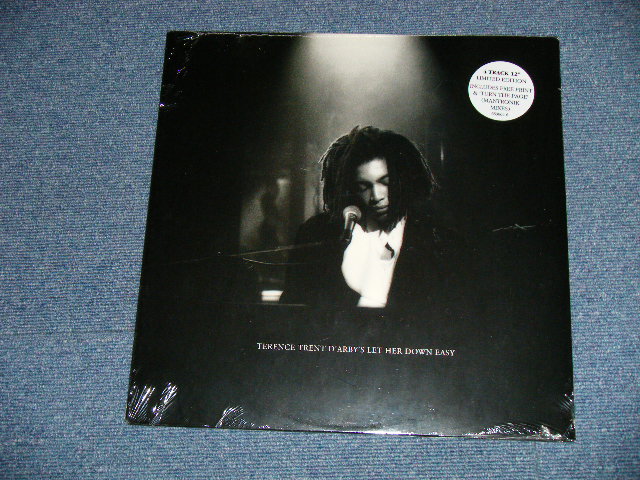 4 TRACK 12"
LIMITED EDITION
INCLUDES FREE PRINT
& 'TURN THE PAGE'
(MANTRONIK
MIXES)
TERENCE TRENT D'ARBY'S LET HER DOWN EASY